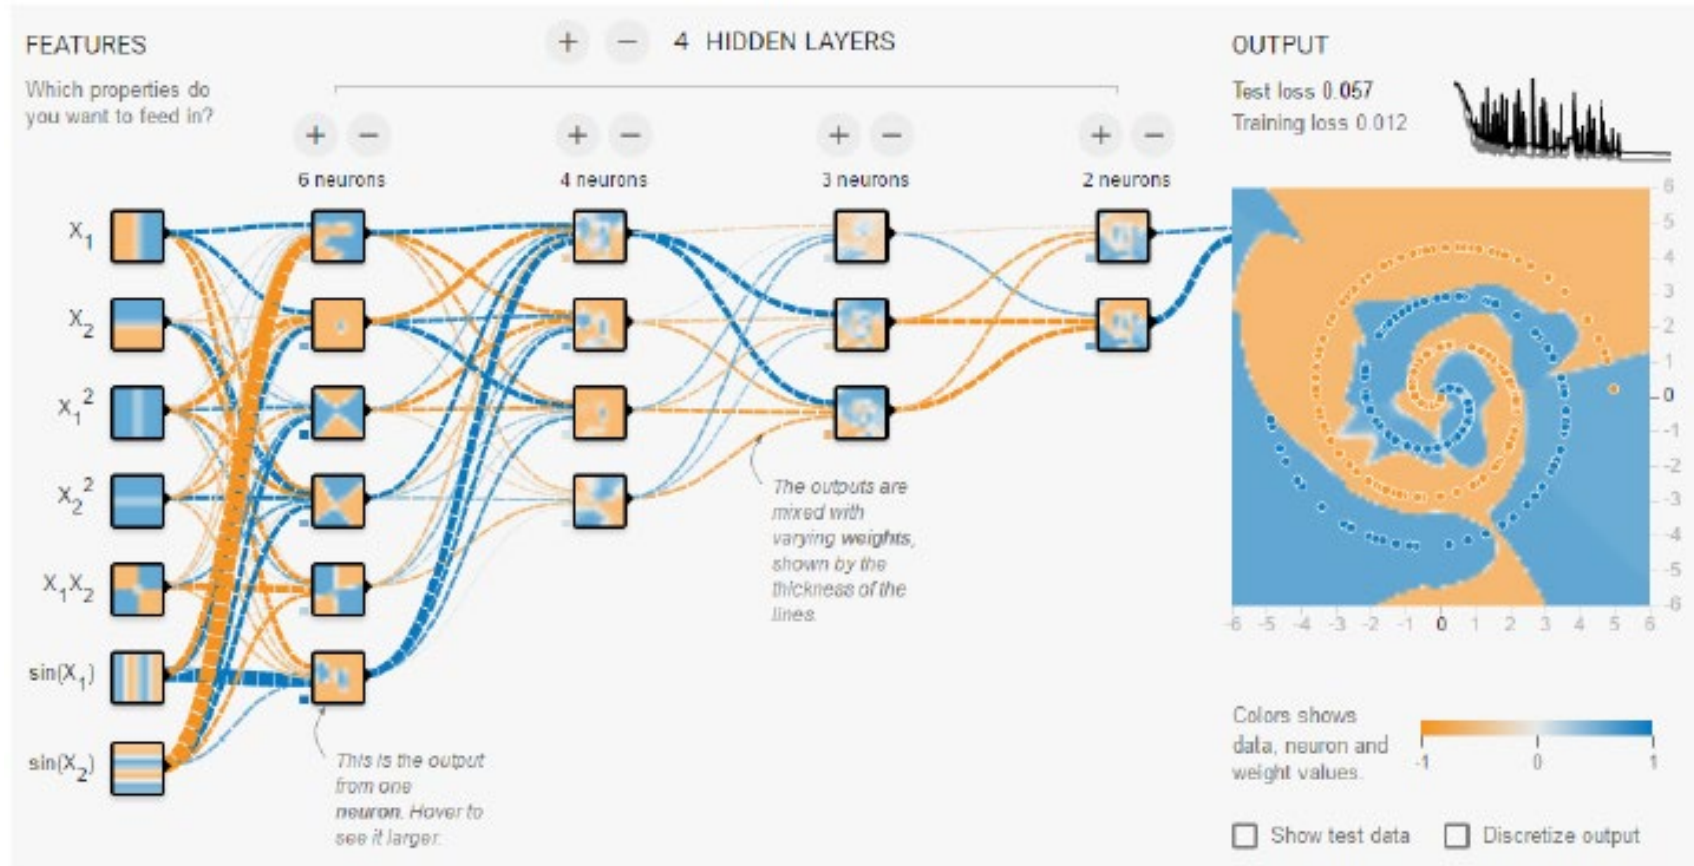 FEATURES
Which properties do
you want to feed in?
+ − 4 HIDDEN LAYERS
+ −
6 neurons
+ −
4 neurons
+ −
3 neurons
+ −
2 neurons
X1
X2
X1²
X2²
X1X2
sin(X1)
sin(X2)
This is the output
from one
neuron. Hover to
see it larger.
The outputs are
mixed with
varying weights,
shown by the
thickness of the
lines.
OUTPUT
Test loss 0.057
Training loss 0.012
6
5
4
3
2
1
0
-1
-2
-3
-4
-5
-6
-6 -5 -4 -3 -2 -1 0 1 2 3 4 5 6
Colors shows
data, neuron and
weight values.
-1 0 1
Show test data
Discretize output